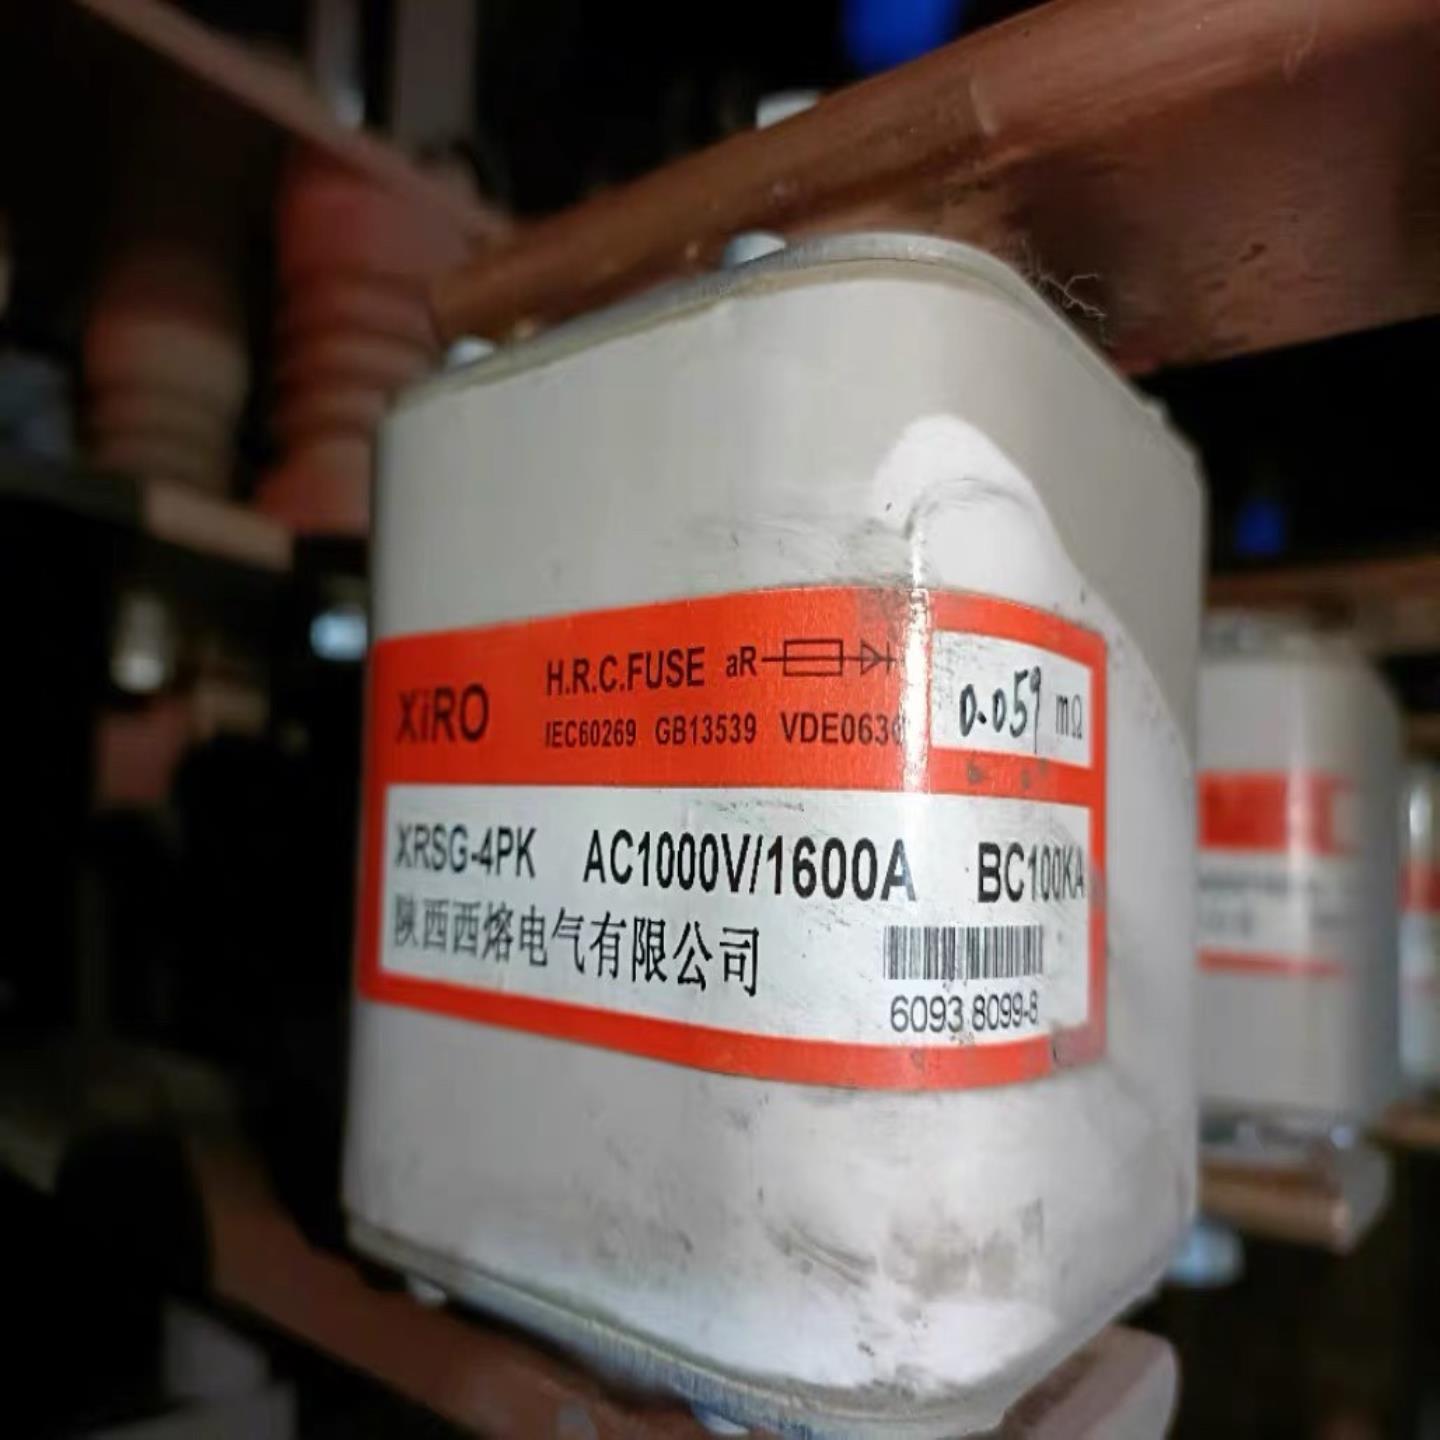 XiRO
H.R.C.FUSE aR
IEC60269 GB13539 VDE0636
0.059 mΩ
XRSG-4PK AC1000V/1600A BC100KA
陕西西熔电气有限公司
6093 8099-8